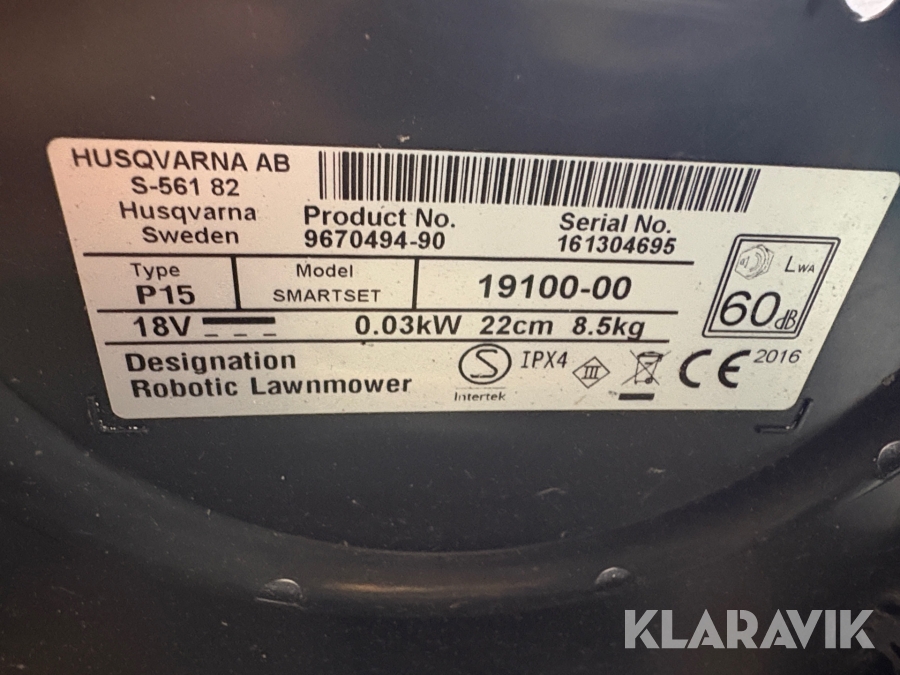 HUSQVARNA AB
S-561 82
Husqvarna
Sweden
Product No.
9670494-90
Serial No.
161304695
Type
P15
Model
SMARTSET
19100-00
LWA
60dB
18V
0.03kW 22cm 8.5kg
Designation
Robotic Lawnmower
S
Intertek
IPX4
III
CE 2016
KLARAVIK